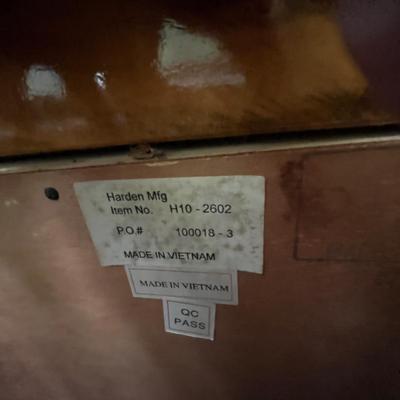 Harden Mfg
Item No. H10 - 2602
P.O.# 100018 - 3
MADE IN VIETNAM
MADE IN VIETNAM
QC
PASS